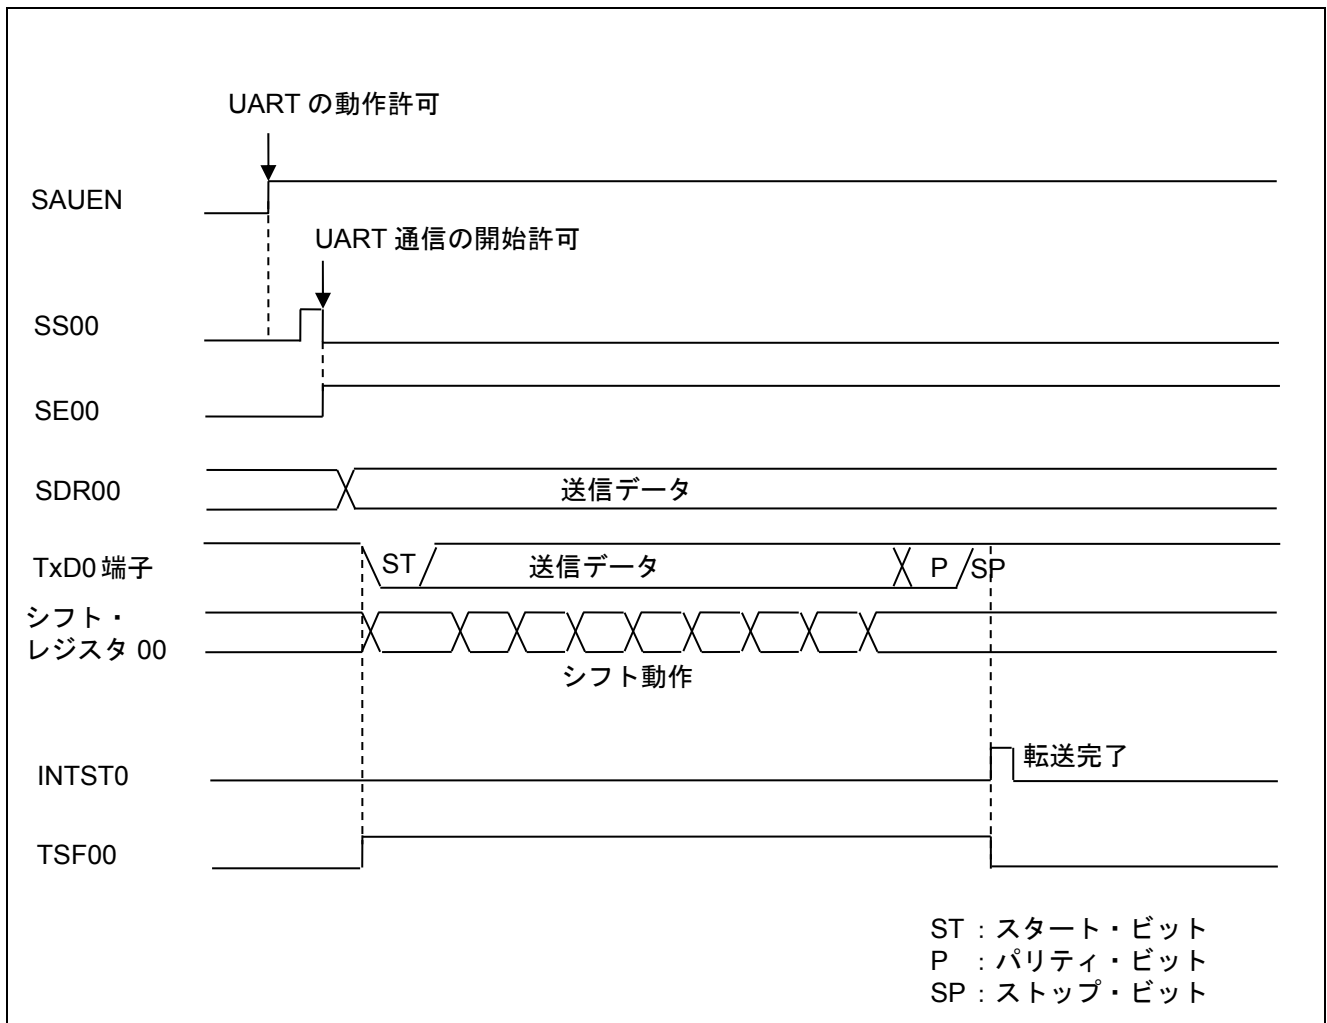 UART の動作許可
SAUEN
UART 通信の開始許可
SS00
SE00
SDR00
送信データ
TxD0 端子
ST
送信データ
P
SP
シフト・
レジスタ 00
シフト動作
INTST0
転送完了
TSF00
ST : スタート・ビット
P : パリティ・ビット
SP : ストップ・ビット